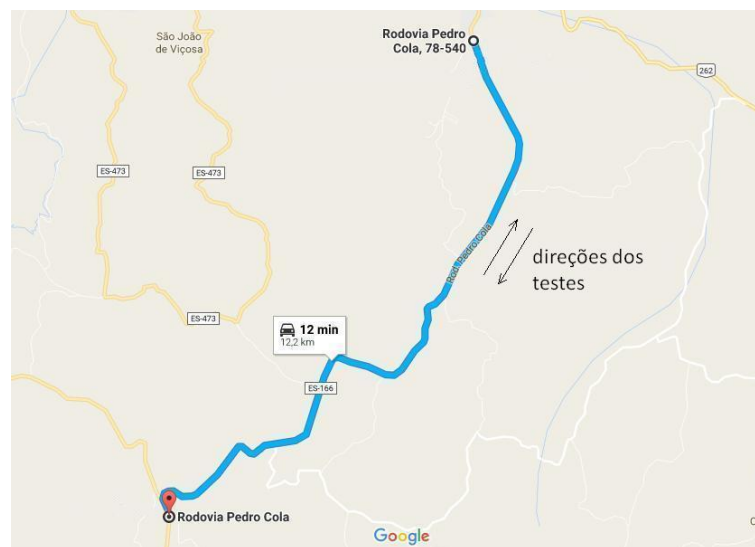 São João
de Viçosa
Rodovia Pedro
Cola, 78-540
262
ES-473
ES-473
Rod. Pedro Cola
direções dos
testes
ES-473
12 min
12,2 km
ES-166
Rodovia Pedro Cola
Google